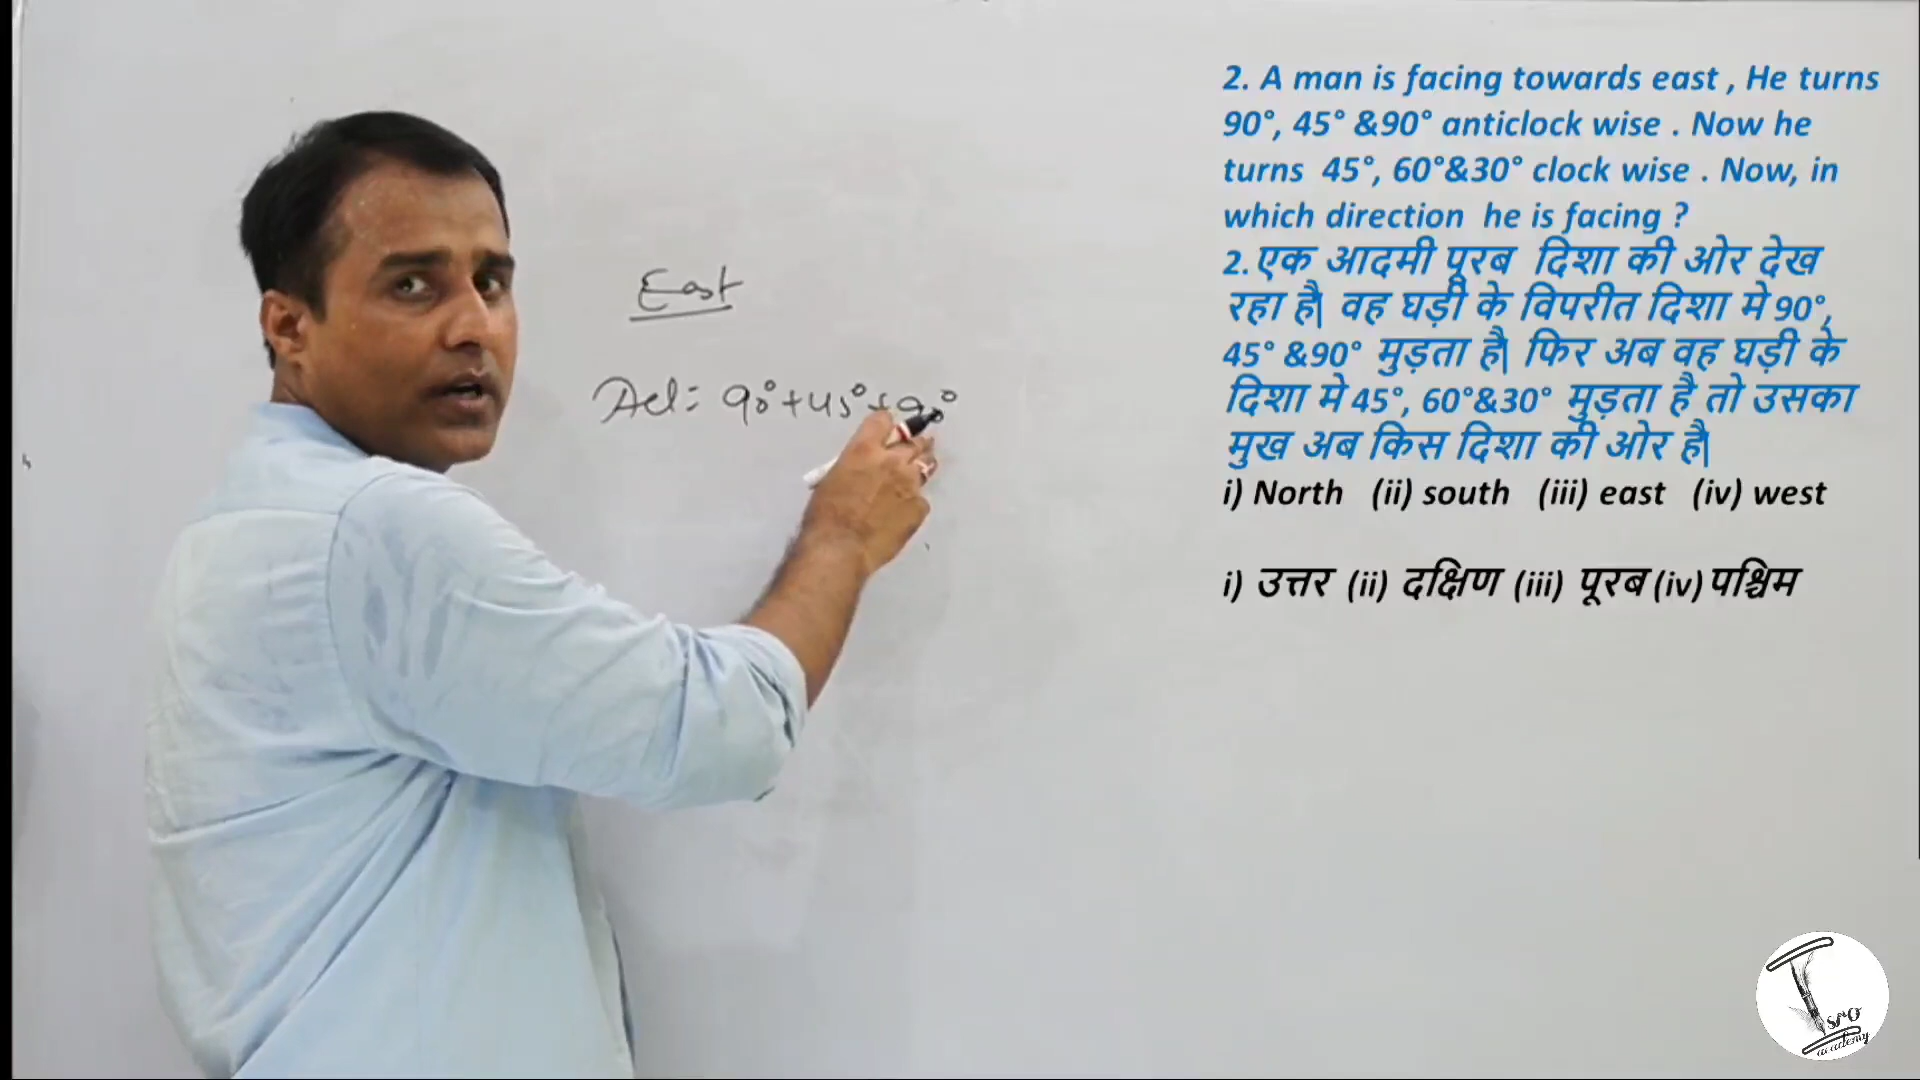 East
Acl = 90° + 45° + 90°
2. A man is facing towards east , He turns
90°, 45° &90° anticlock wise . Now he
turns 45°, 60°&30° clock wise . Now, in
which direction he is facing ?
2. एक आदमी पूरब दिशा की ओर देख
रहा है| वह घड़ी के विपरीत दिशा मे 90°,
45° &90° मुड़ता है| फिर अब वह घड़ी के
दिशा मे 45°, 60°&30° मुड़ता है तो उसका
मुख अब किस दिशा की ओर है|
i) North (ii) south (iii) east (iv) west
i) उत्तर (ii) दक्षिण (iii) पूरब (iv) पश्चिम
Isro
academy